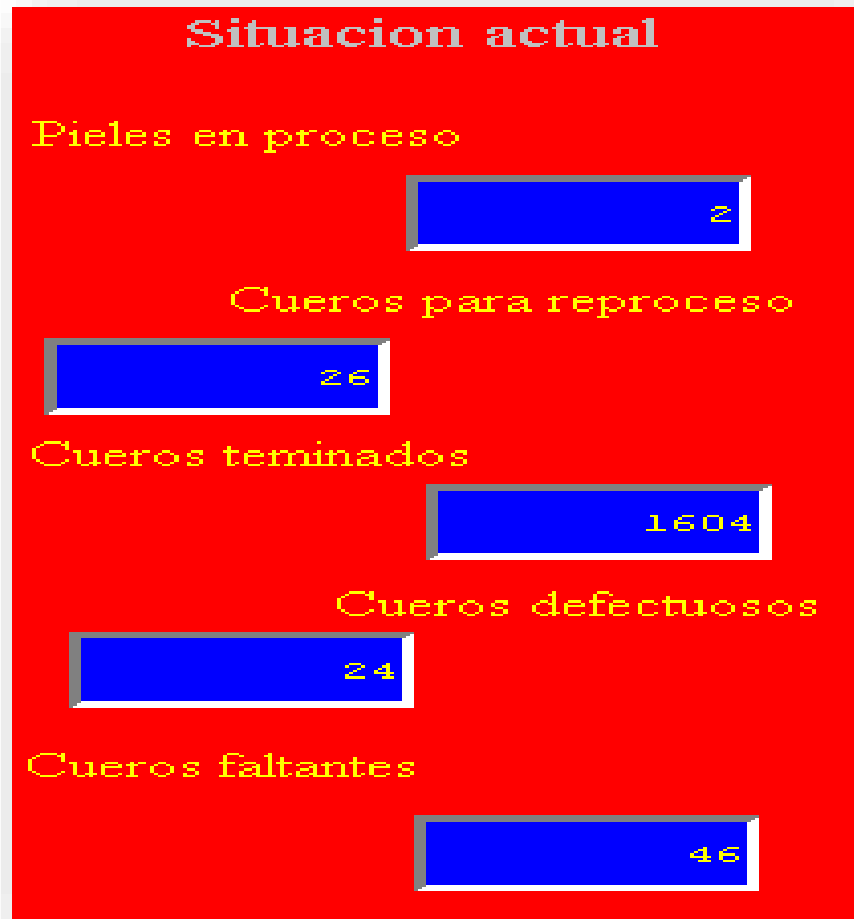 Situacion actual
Pieles en proceso
2
Cueros para reproceso
26
Cueros teminados
1604
Cueros defectuosos
24
Cueros faltantes
46